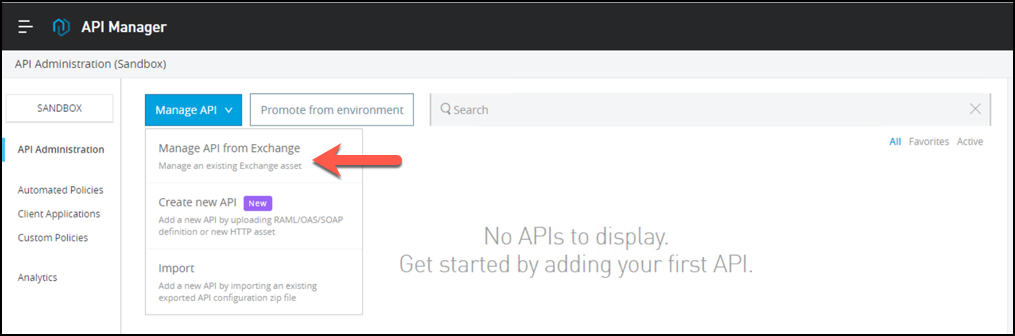 API Manager
API Administration (Sandbox)
SANDBOX
API Administration
Automated Policies
Client Applications
Custom Policies
Analytics
Manage API
Promote from environment
Search
Manage API from Exchange
Manage an existing Exchange asset
Create new API New
Add a new API by uploading RAML/OAS/SOAP
definition or new HTTP asset
Import
Add a new API by importing an existing
exported API configuration zip file
All Favorites Active
No APIs to display.
Get started by adding your first API.